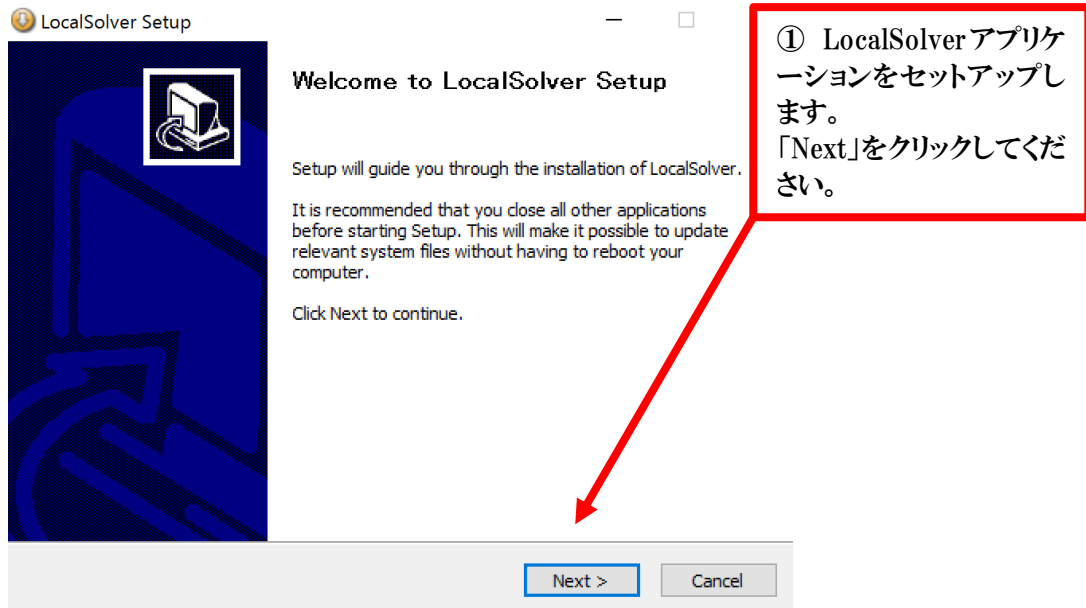 LocalSolver Setup
Welcome to LocalSolver Setup
Setup will guide you through the installation of LocalSolver.
It is recommended that you close all other applications
before starting Setup. This will make it possible to update
relevant system files without having to reboot your
computer.
Click Next to continue.
Next >
Cancel
① LocalSolverアプリケ
ーションをセットアップし
ます。
「Next」をクリックしてくだ
さい。